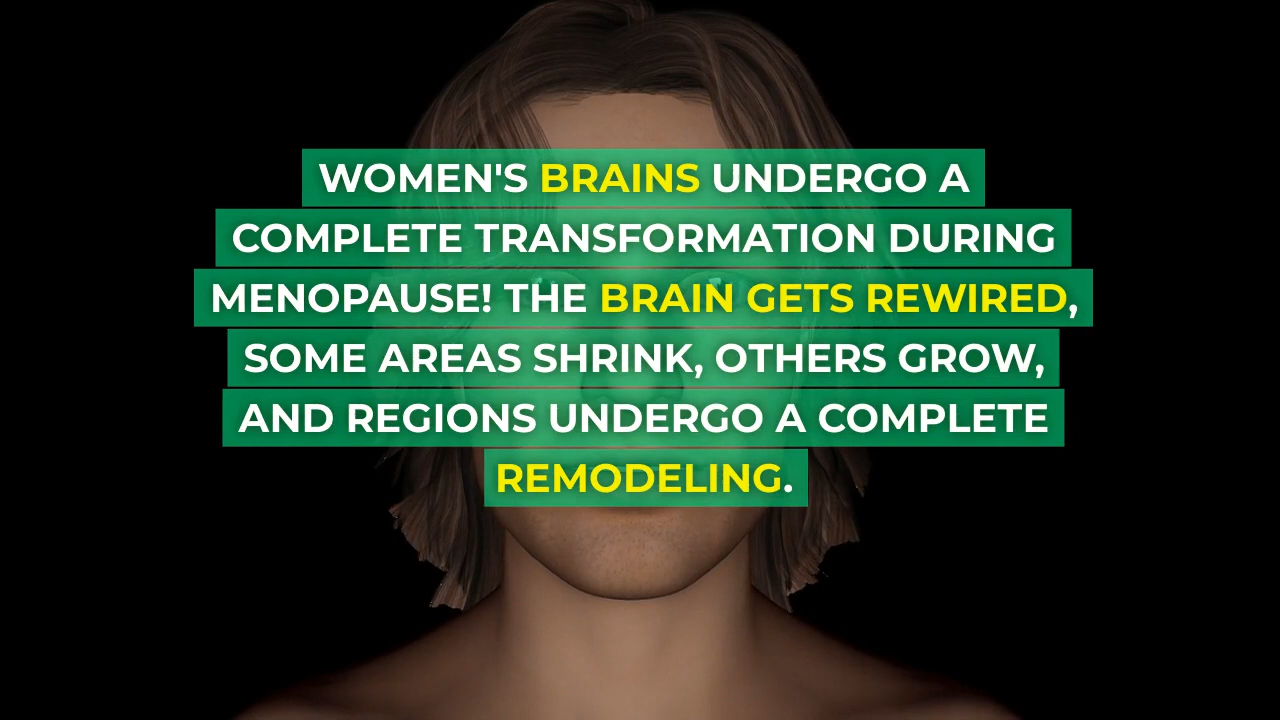 WOMEN'S BRAINS UNDERGO A
COMPLETE TRANSFORMATION DURING
MENOPAUSE! THE BRAIN GETS REWIRED,
SOME AREAS SHRINK, OTHERS GROW,
AND REGIONS UNDERGO A COMPLETE
REMODELING.